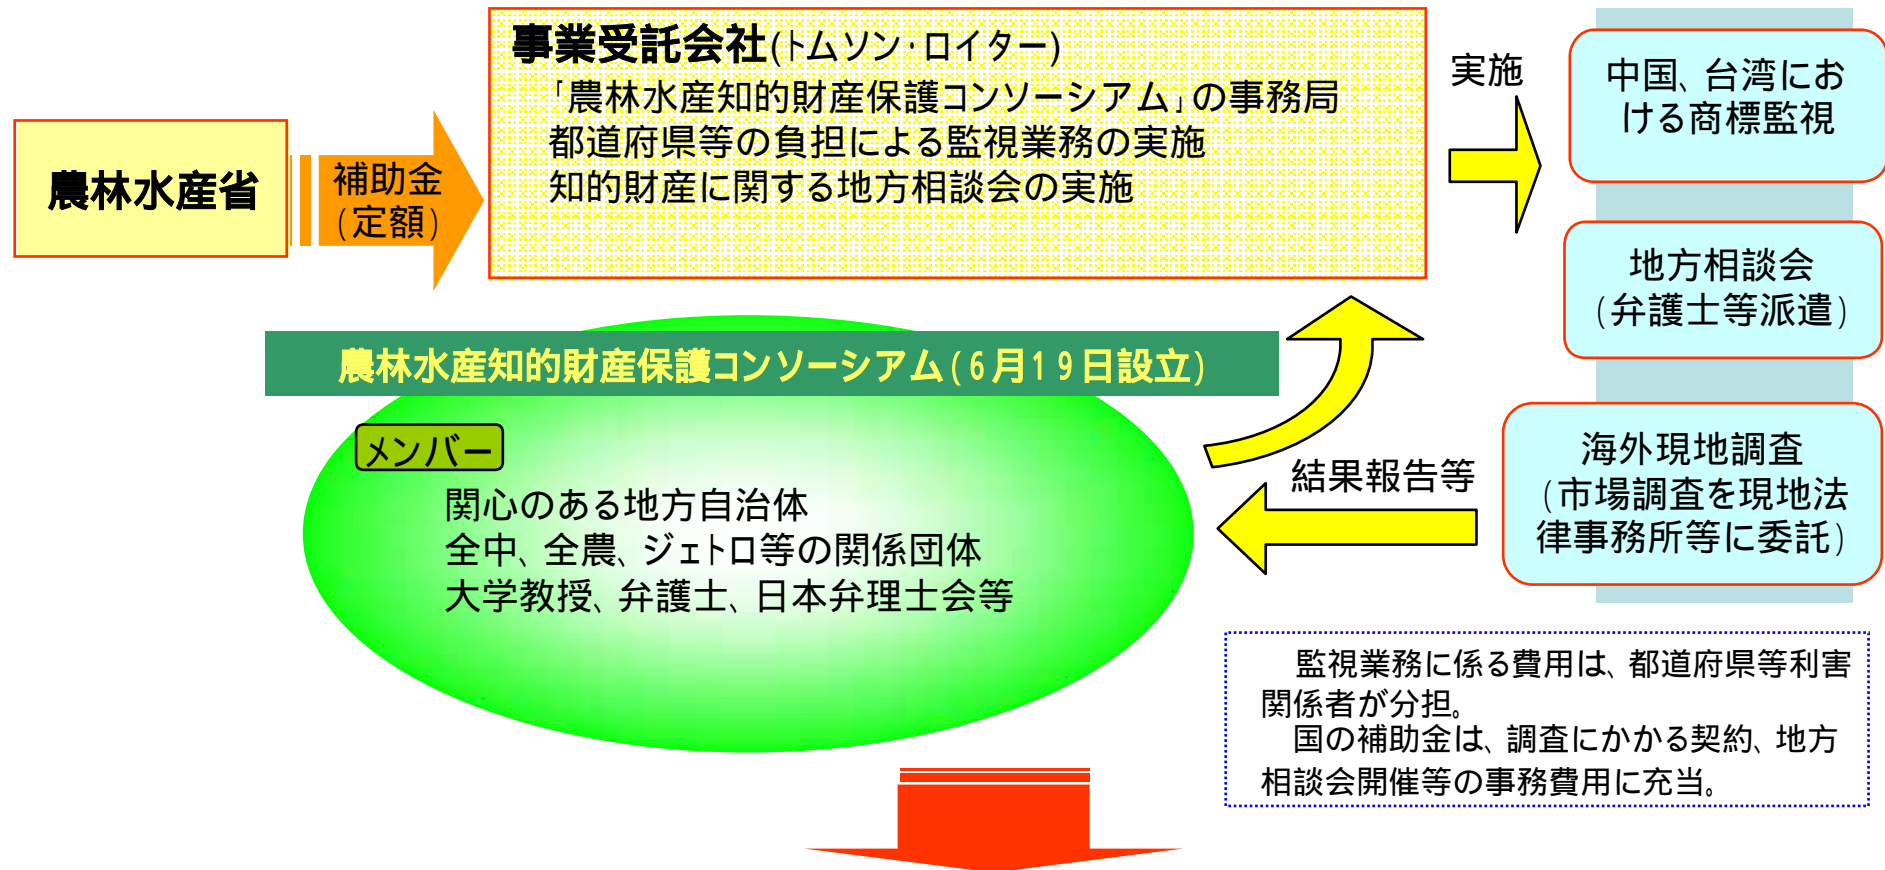 農林水産省
補助金
(定額)
事業受託会社(トムソン・ロイター)
「農林水産知的財産保護コンソーシアム」の事務局
都道府県等の負担による監視業務の実施
知的財産に関する地方相談会の実施
実施
中国、台湾にお
ける商標監視
地方相談会
(弁護士等派遣)
海外現地調査
(市場調査を現地法
律事務所等に委託)
農林水産知的財産保護コンソーシアム(6月19日設立)
メンバー
関心のある地方自治体
全中、全農、ジェトロ等の関係団体
大学教授、弁護士、日本弁理士会等
結果報告等
監視業務に係る費用は、都道府県等利害
関係者が分担。
国の補助金は、調査にかかる契約、地方
相談会開催等の事務費用に充当。